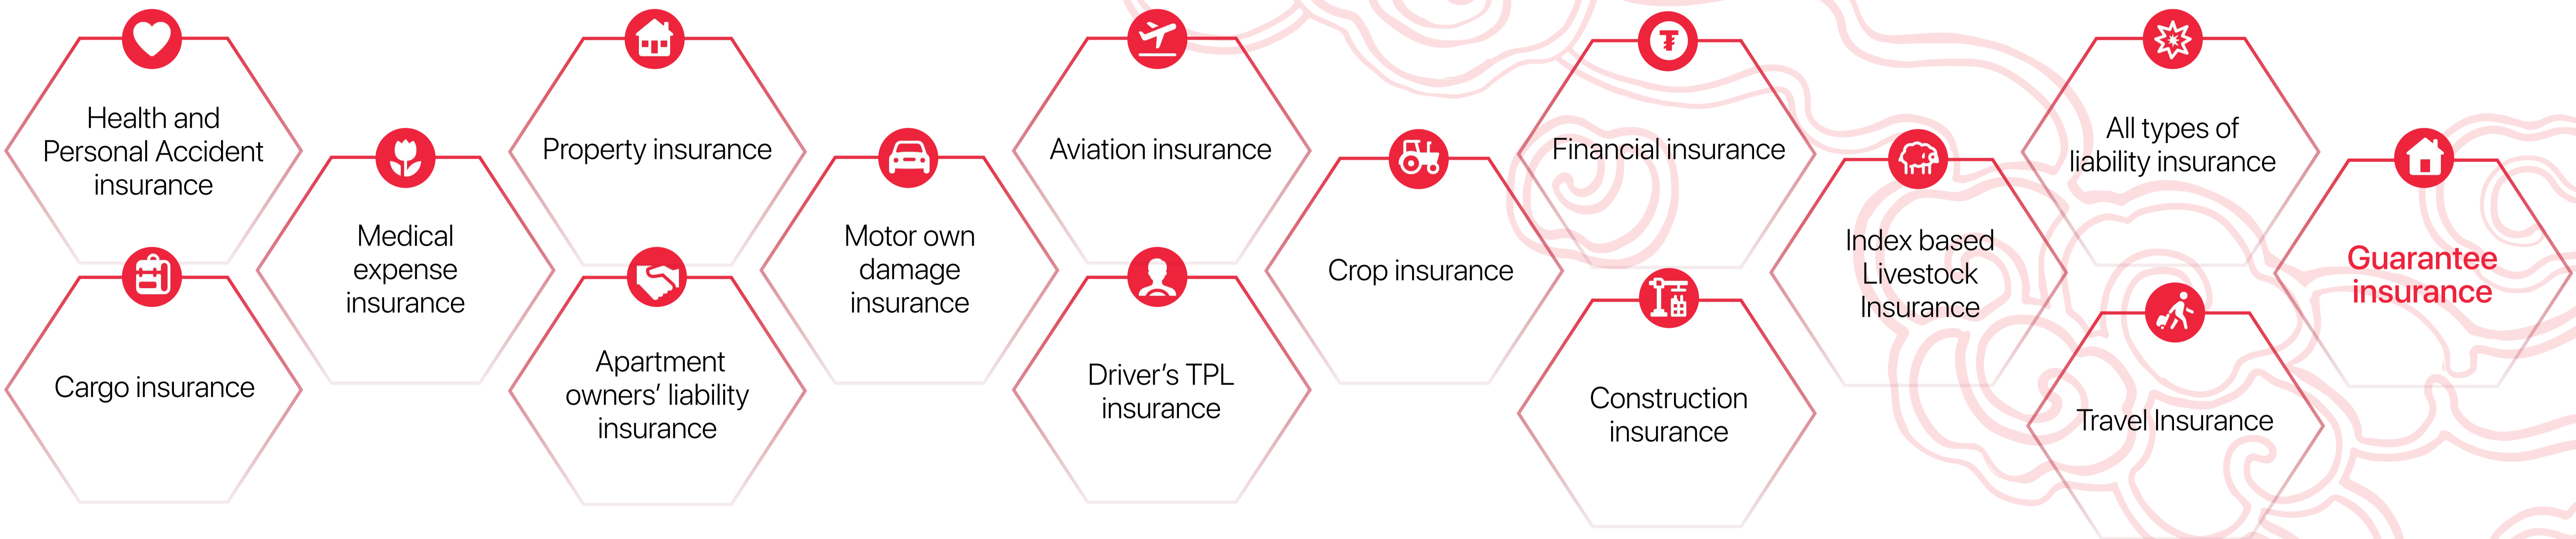 Health and
Personal Accident
insurance
Cargo insurance
Medical
expense
insurance
Property insurance
Apartment
owners’ liability
insurance
Motor own
damage
insurance
Aviation insurance
Driver’s TPL
insurance
Crop insurance
Financial insurance
Construction
insurance
Index based
Livestock
Insurance
All types of
liability insurance
Travel Insurance
Guarantee
insurance